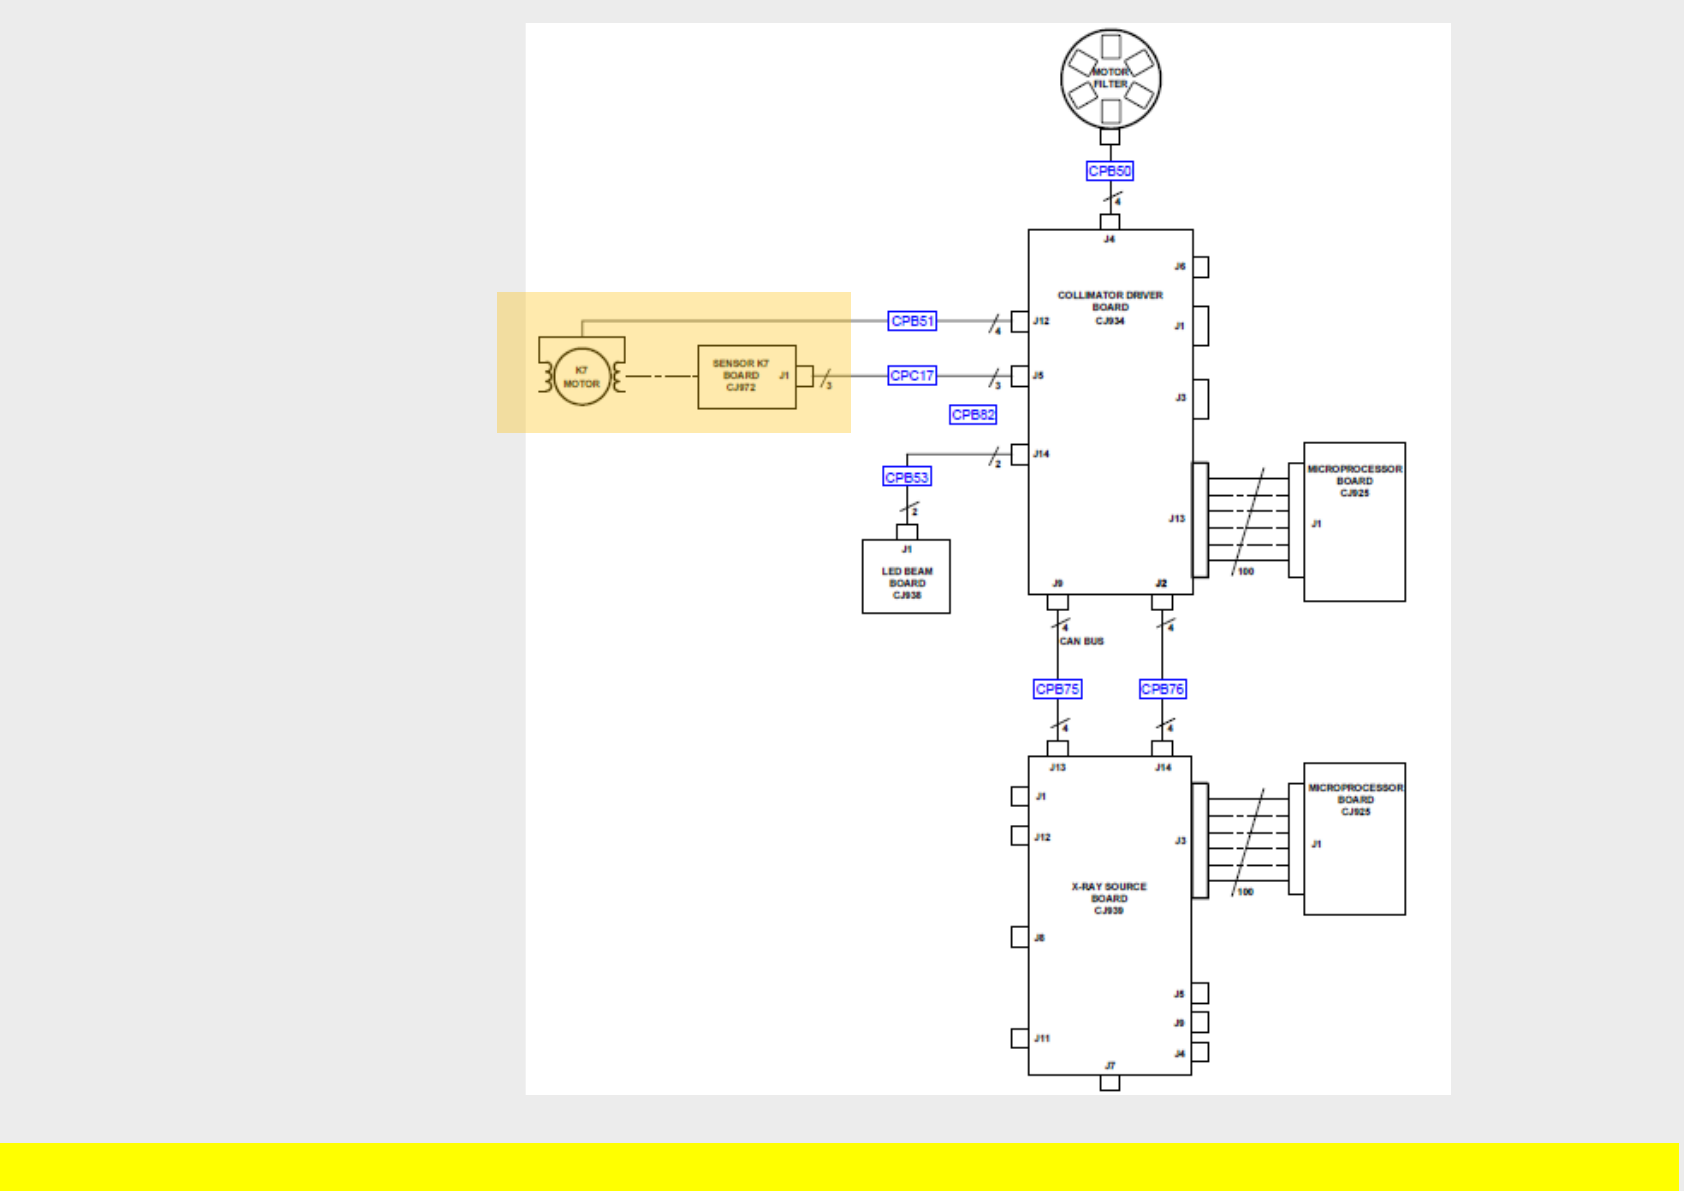 MOTOR
FILTER
CPB50
4
J4
J6
COLLIMATOR DRIVER
BOARD
CJ934
CPB51
4
J12
J1
K7
MOTOR
SENSOR K7
BOARD
CJ972
J1
3
CPC17
3
J5
J3
CPB82
2
J14
CPB53
2
J1
LED BEAM
BOARD
CJ938
J13
100
MICROPROCESSOR
BOARD
CJ925
J1
J9
J2
4
CAN BUS
4
CPB75
CPB76
4
4
J13
J14
J1
J12
J3
100
MICROPROCESSOR
BOARD
CJ925
J1
X-RAY SOURCE
BOARD
CJ939
J8
J5
J9
J4
J11
J7